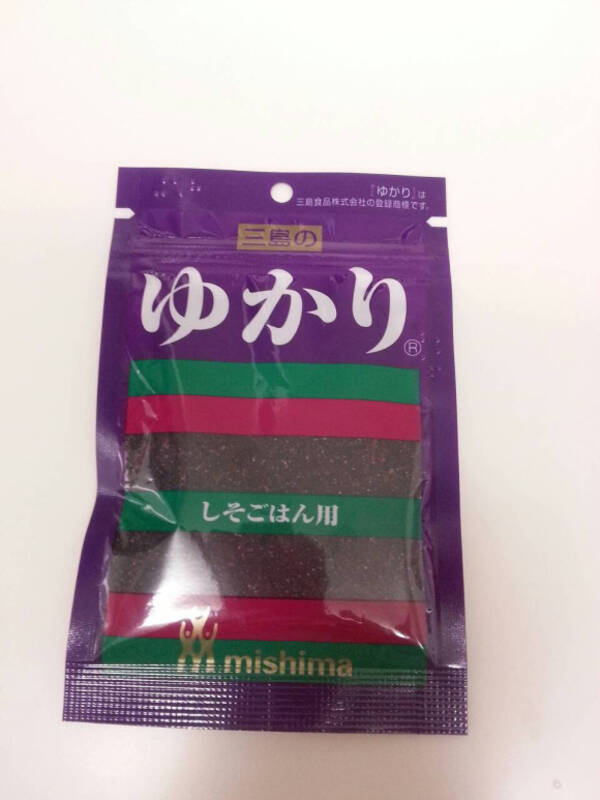 「ゆかり」は
三島食品株式会社の登録商標です。
三島の
ゆかり®
しそごはん用
mishima